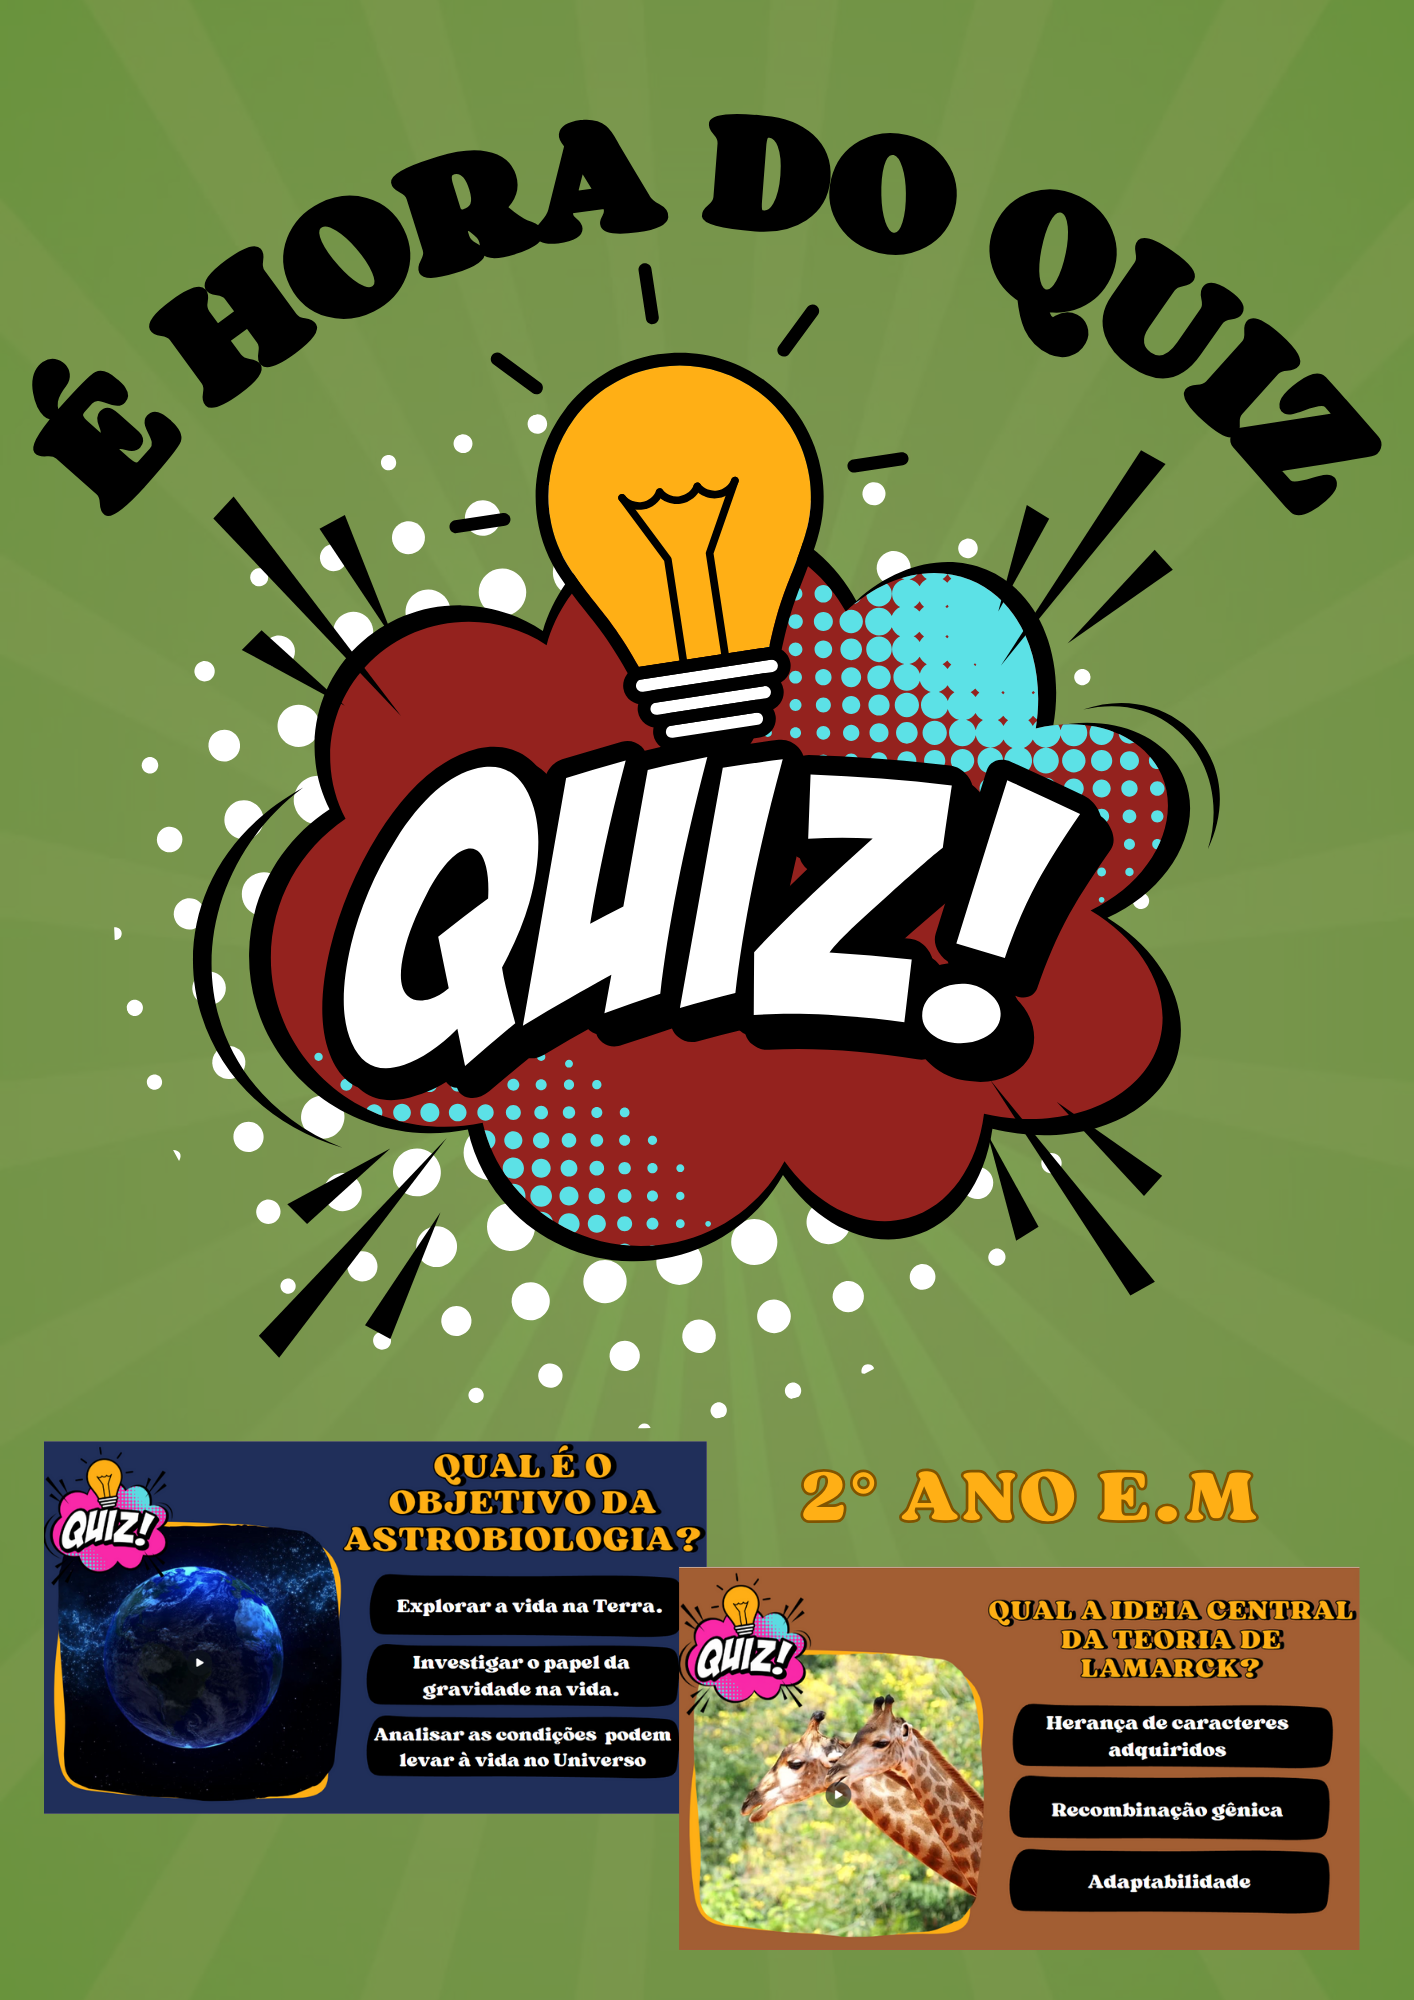 É HORA DO QUIZ
QUIZ!
QUIZ!
QUAL É O
OBJETIVO DA
ASTROBIOLOGIA?
Explorar a vida na Terra.
Investigar o papel da
gravidade na vida.
Analisar as condições podem
levar à vida no Universo
2° ANO E.M
QUIZ!
QUAL A IDEIA CENTRAL
DA TEORIA DE
LAMARCK?
Herança de caracteres
adquiridos
Recombinação gênica
Adaptabilidade